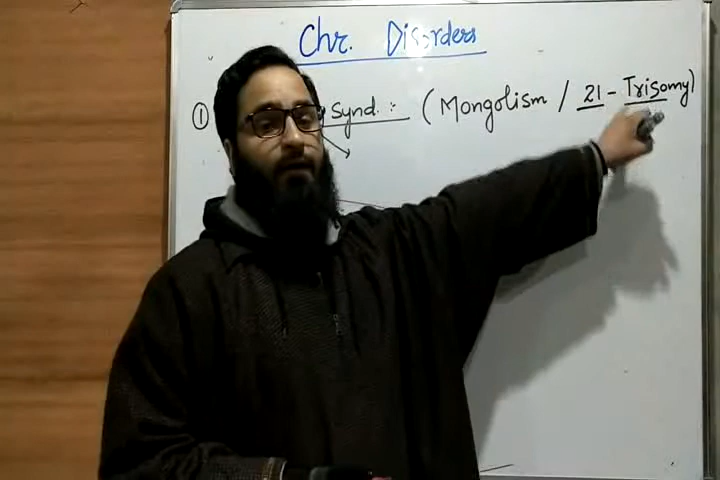 Chr. Disorders
① Synd. :- (Mongolism / 21 - Trisomy)